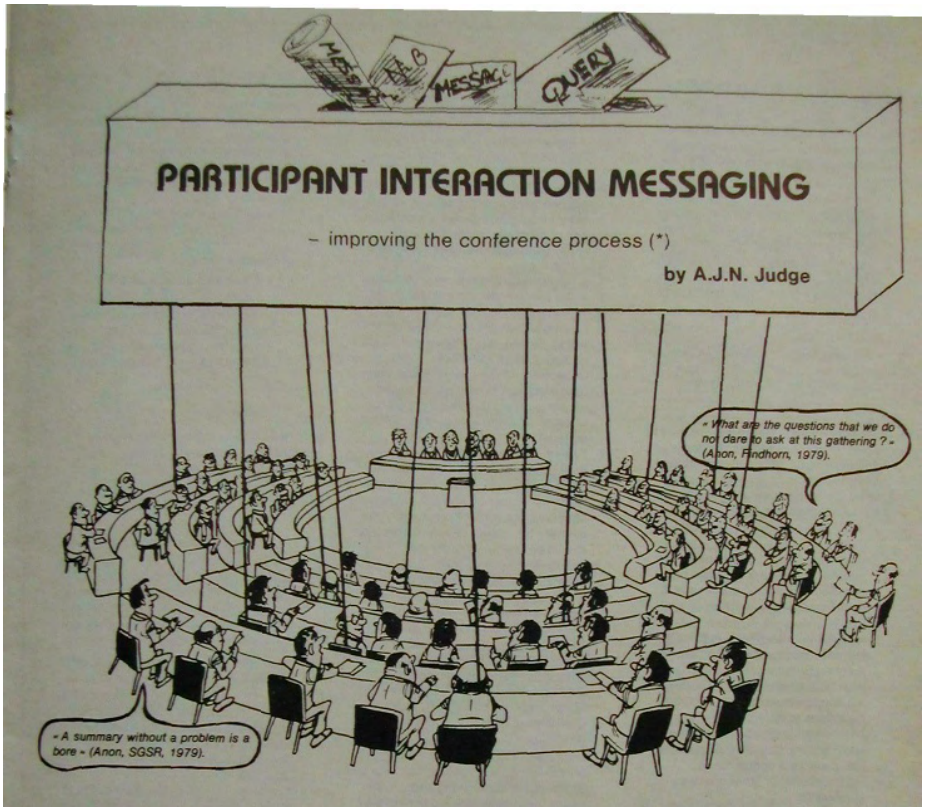 MESSAGE
N.B
MESSAGE
QUERY
PARTICIPANT INTERACTION MESSAGING
– improving the conference process (*)
by A.J.N. Judge
« What are the questions that we do
not dare to ask at this gathering ? »
(Anon, Findhorn, 1979).
« A summary without a problem is a
bore » (Anon, SGSR, 1979).